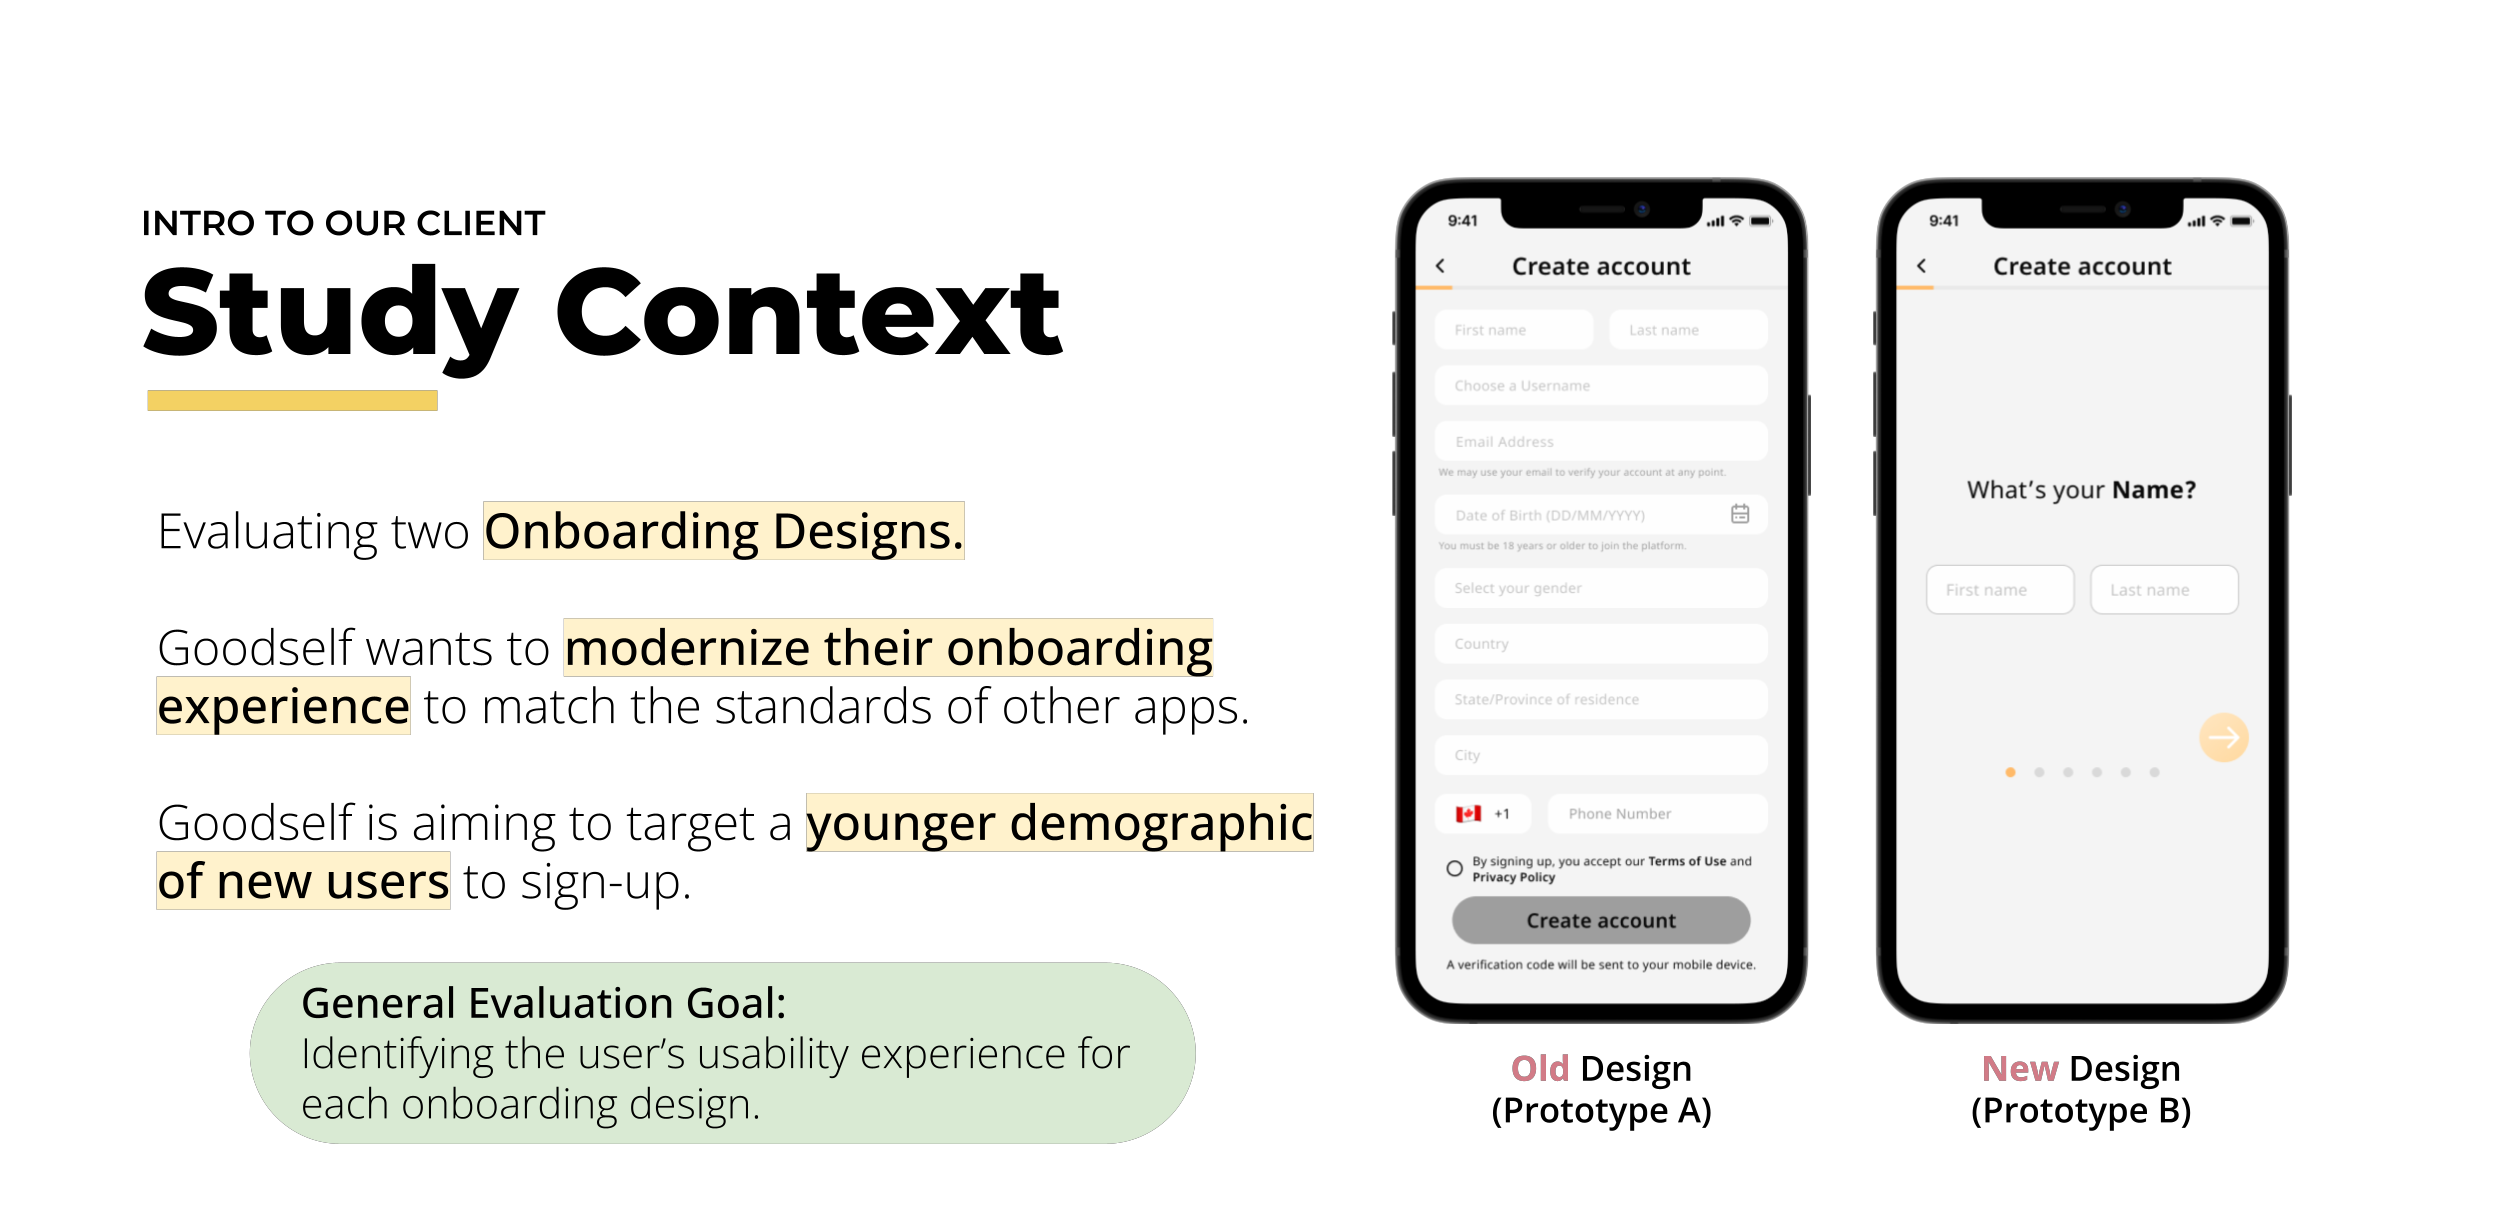 INTRO TO OUR CLIENT
Study Context
Evaluating two Onboarding Designs.
Goodself wants to modernize their onboarding
experience to match the standards of other apps.
Goodself is aiming to target a younger demographic
of new users to sign-up.
General Evaluation Goal:
Identifying the user's usability experience for
each onboarding design.
9:41
Create account
First name Last name
Choose a Username
Email Address
We may use your email to verify your account at any point.
Date of Birth (DD/MM/YYYY)
You must be 18 years or older to join the platform.
Select your gender
Country
State/Province of residence
City
+1 Phone Number
By signing up, you accept our Terms of Use and
Privacy Policy
Create account
A verification code will be sent to your mobile device.
Old Design
(Prototype A)
9:41
Create account
What's your Name?
First name Last name
New Design
(Prototype B)